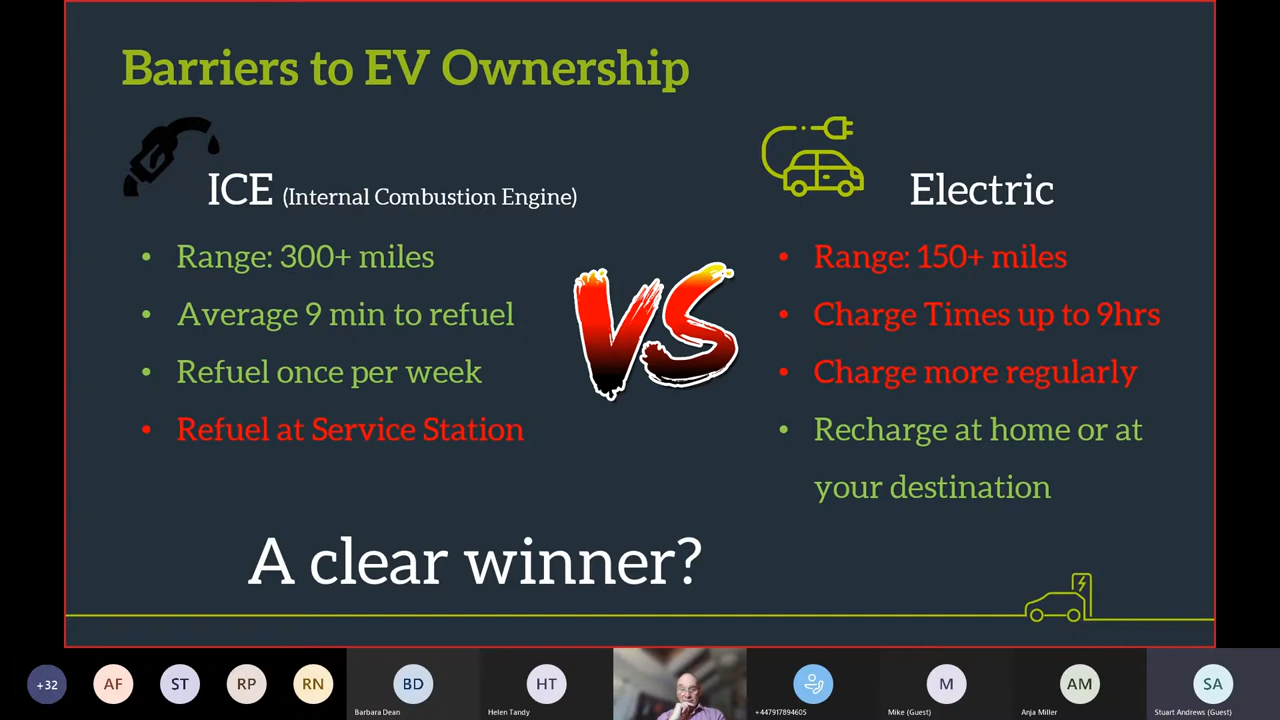 Barriers to EV Ownership
ICE (Internal Combustion Engine)
• Range: 300+ miles
• Average 9 min to refuel
• Refuel once per week
• Refuel at Service Station
VS
Electric
• Range: 150+ miles
• Charge Times up to 9hrs
• Charge more regularly
• Recharge at home or at
your destination
A clear winner?
+32
AF
ST
RP
RN
BD
Barbara Dean
HT
Helen Tandy
+447917894605
M
Mike (Guest)
AM
Anja Miller
SA
Stuart Andrews (Guest)